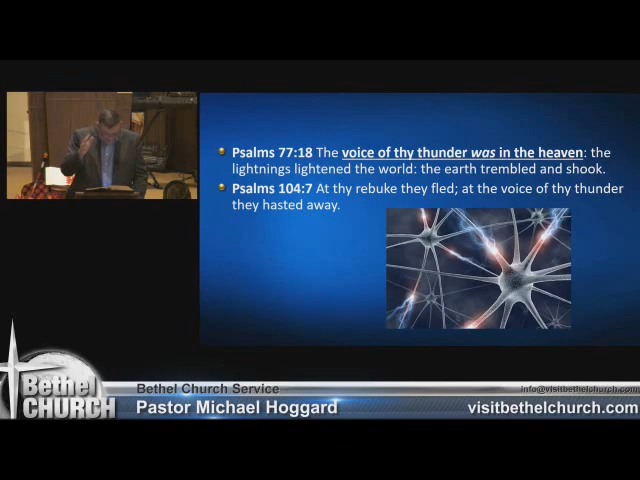 Psalms 77:18 The voice of thy thunder was in the heaven: the
lightnings lightened the world: the earth trembled and shook.
Psalms 104:7 At thy rebuke they fled; at the voice of thy thunder
they hasted away.
Bethel
CHURCH
Bethel Church Service
info@visitbethelchurch.com
Pastor Michael Hoggard
visitbethelchurch.com